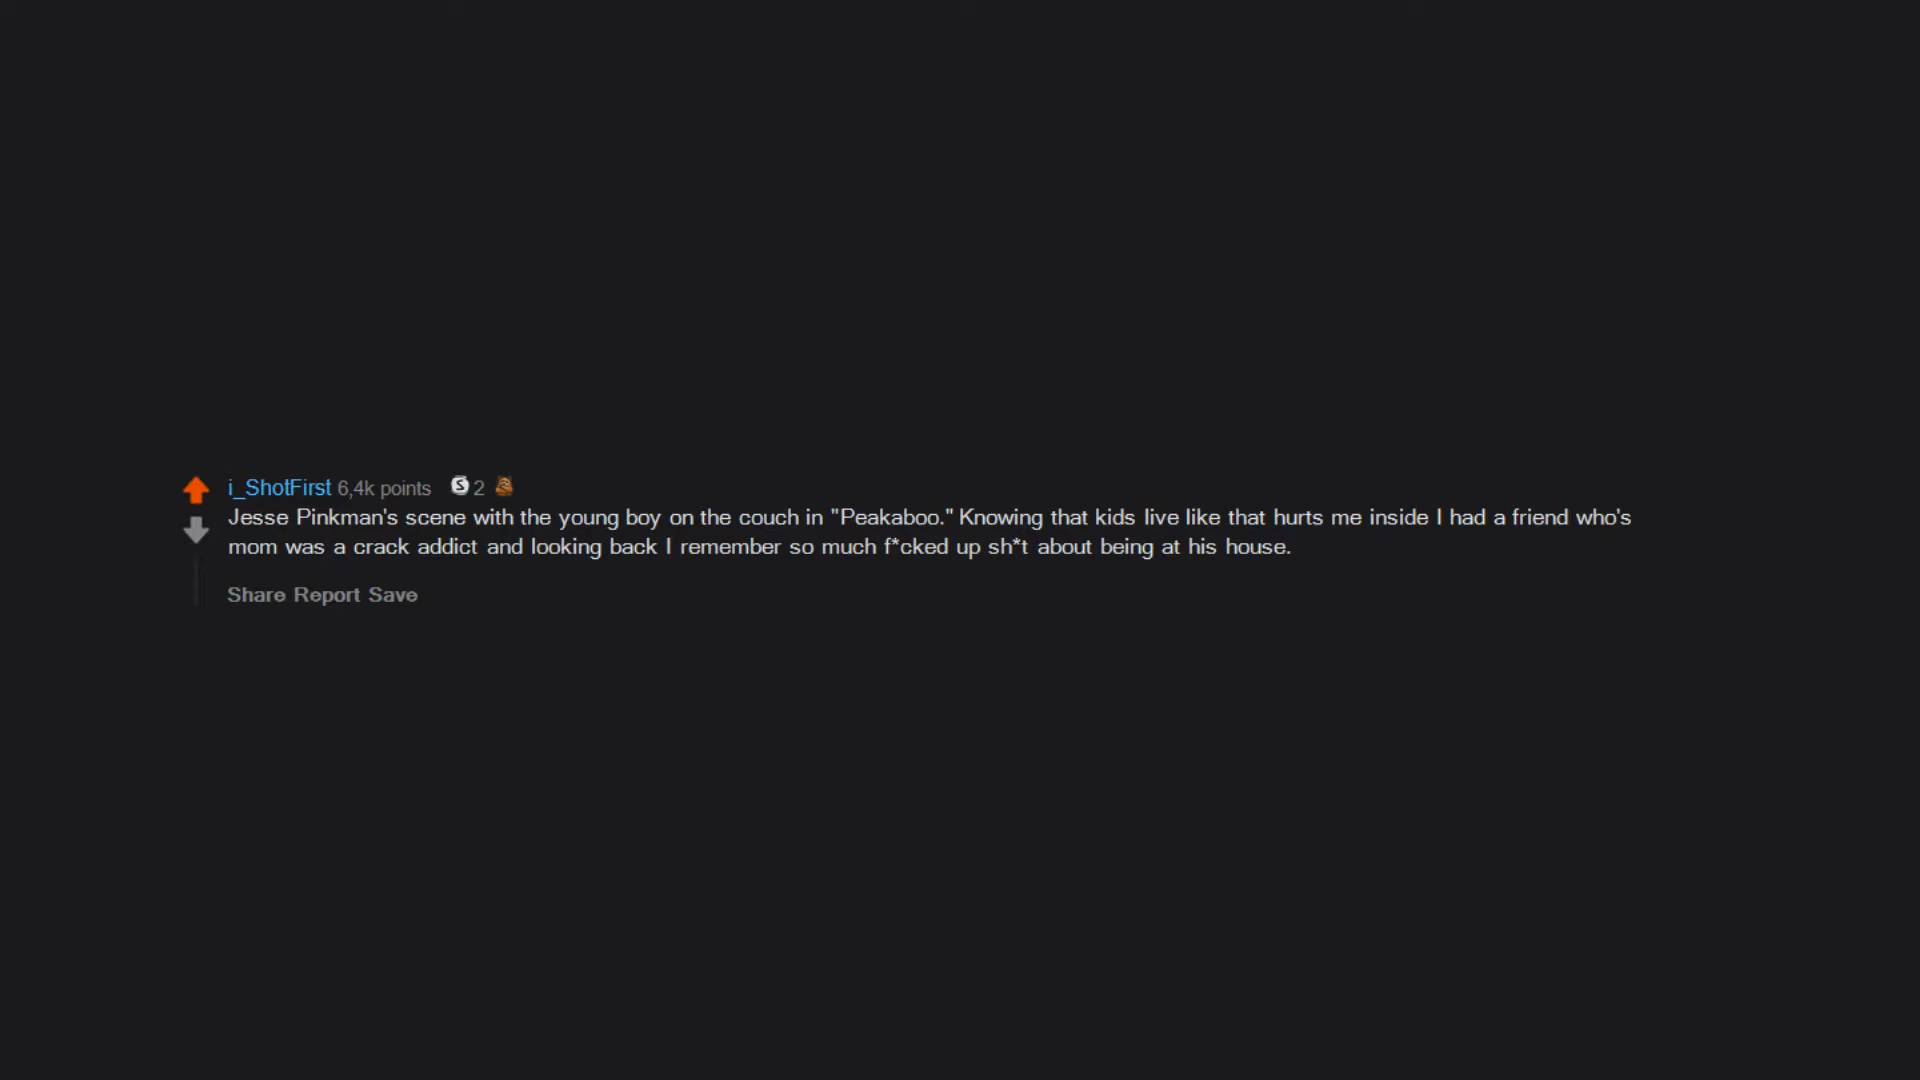 i_ShotFirst 6,4k points S 2
Jesse Pinkman's scene with the young boy on the couch in "Peakaboo." Knowing that kids live like that hurts me inside I had a friend who's
mom was a crack addict and looking back I remember so much f*cked up sh*t about being at his house.
Share Report Save